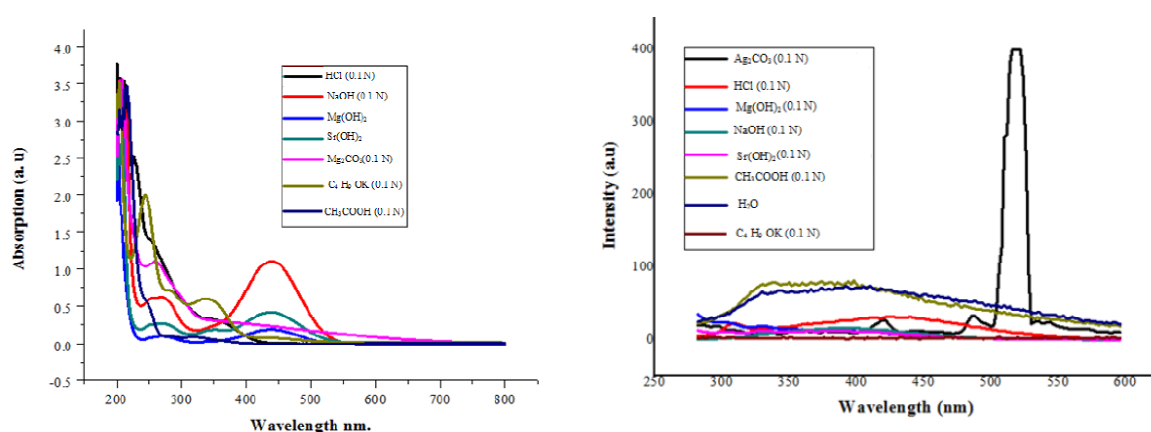 4.0
3.5
3.0
2.5
2.0
1.5
1.0
0.5
0.0
-0.5
Absorption (a. u)
HCl (0.1 N)
NaOH (0.1 N)
Mg(OH)₂
Sr(OH)₂
Mg₂CO₃(0.1 N)
C₄ H₉ OK (0.1 N)
CH₃COOH (0.1 N)
200 300 400 500 600 700 800
Wavelength nm.
400
300
200
100
0
Intensity (a.u)
Ag₂CO₃ (0.1 N)
HCl (0.1N)
Mg(OH)₂ (0.1 N)
NaOH (0.1 N)
Sr(OH)₂ (0.1 N)
CH₃COOH (0.1 N)
H₂O
C₄ H₉ OK (0.1 N)
250 300 350 400 450 500 550 600
Wavelength (nm)